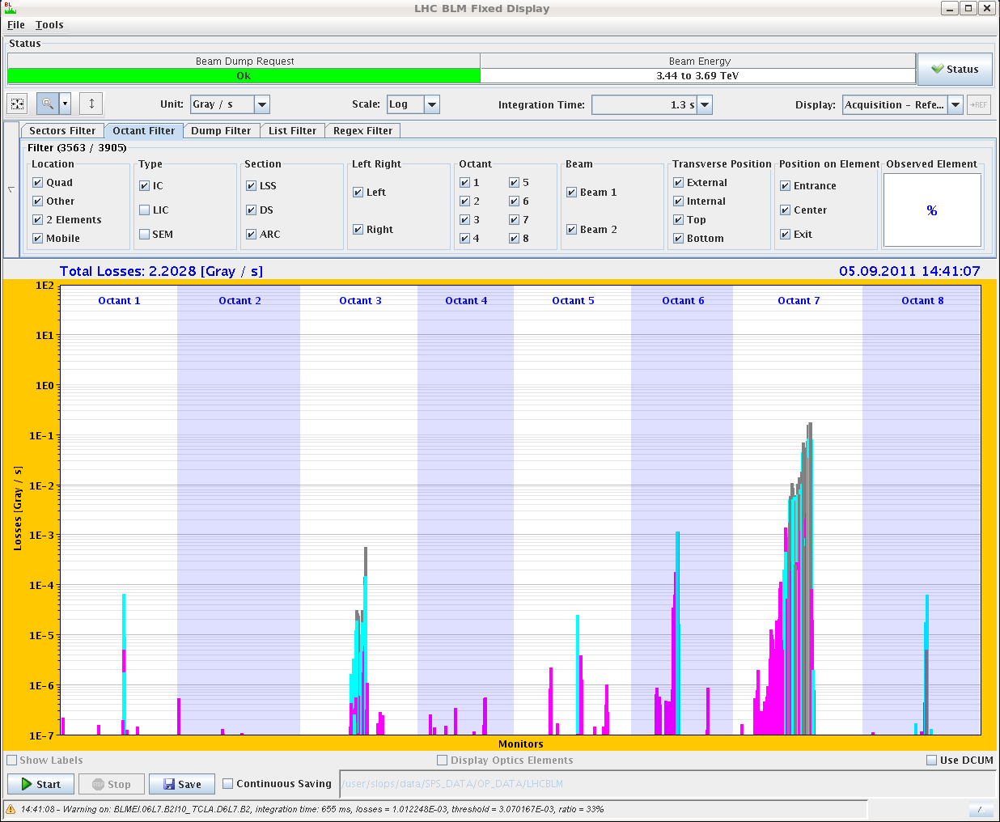 BL LHC BLM Fixed Display
File Tools
Status
Beam Dump Request Beam Energy
Ok 3.44 to 3.69 TeV Status
Unit: Gray / s Scale: Log Integration Time: 1.3 s Display: Acquisition - Refe... REF
Sectors Filter Octant Filter Dump Filter List Filter Regex Filter
Filter (3563 / 3905)
Location Type Section Left Right Octant Beam Transverse Position Position on Element Observed Element
Quad IC LSS Left 1 5 Beam 1 External Entrance %
Other LIC DS Right 2 6 Beam 2 Internal Center
2 Elements SEM ARC 3 7 Top Exit
Mobile 4 8 Bottom
Total Losses: 2.2028 [Gray / s] 05.09.2011 14:41:07
Octant 1 Octant 2 Octant 3 Octant 4 Octant 5 Octant 6 Octant 7 Octant 8
1E2
1E1
1E0
1E-1
1E-2
1E-3
1E-4
1E-5
1E-6
1E-7
Losses [Gray / s]
Monitors
Show Labels Display Optics Elements Use DCUM
Start STOP Stop Save Continuous Saving /user/slops/data/SPS_DATA/OP_DATA/LHCBLM
14:41:08 - Warning on: BLMEI.06L7.B2I10_TCLA.D6L7.B2, integration time: 655 ms, losses = 1.012248E-03, threshold = 3.070167E-03, ratio = 33%